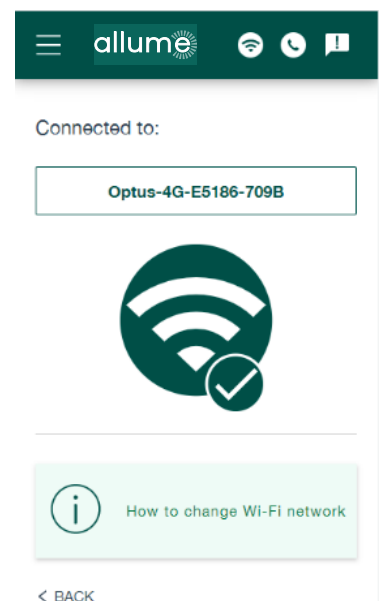 allume
Connected to:
Optus-4G-E5186-709B
How to change Wi-Fi network
< BACK